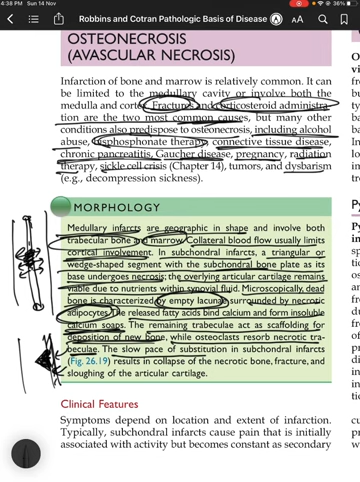 4:38 PM Sun 14 Nov
36%
Robbins and Cotran Pathologic Basis of Disease
AA
OSTEONECROSIS
(AVASCULAR NECROSIS)
Infarction of bone and marrow is relatively common. It can
be limited to the medullary cavity or involve both the
medulla and cortex. Fractures and corticosteroid administra-
tion are the two most common causes, but many other
conditions also predispose to osteonecrosis, including alcohol
abuse, bisphosphonate therapy, connective tissue disease,
chronic pancreatitis, Gaucher disease, pregnancy, radiation
therapy, sickle cell crisis (Chapter 14), tumors, and dysbarism
(e.g., decompression sickness).
MORPHOLOGY
Medullary infarcts are geographic in shape and involve both
trabecular bone and marrow. Collateral blood flow usually limits
cortical involvement. In subchondral infarcts, a triangular or
wedge-shaped segment with the subchondral bone plate as its
base undergoes necrosis; the overlying articular cartilage remains
viable due to nutrients within synovial fluid. Microscopically, dead
bone is characterized by empty lacunae surrounded by necrotic
adipocytes. The released fatty acids bind calcium and form insoluble
calcium soaps. The remaining trabeculae act as scaffolding for
deposition of new bone, while osteoclasts resorb necrotic tra-
beculae. The slow pace of substitution in subchondral infarcts
(Fig. 26.19) results in collapse of the necrotic bone, fracture, and
sloughing of the articular cartilage.
Clinical Features
Symptoms depend on location and extent of infarction.
Typically, subchondral infarcts cause pain that is initially
associated with activity but becomes constant as secondary